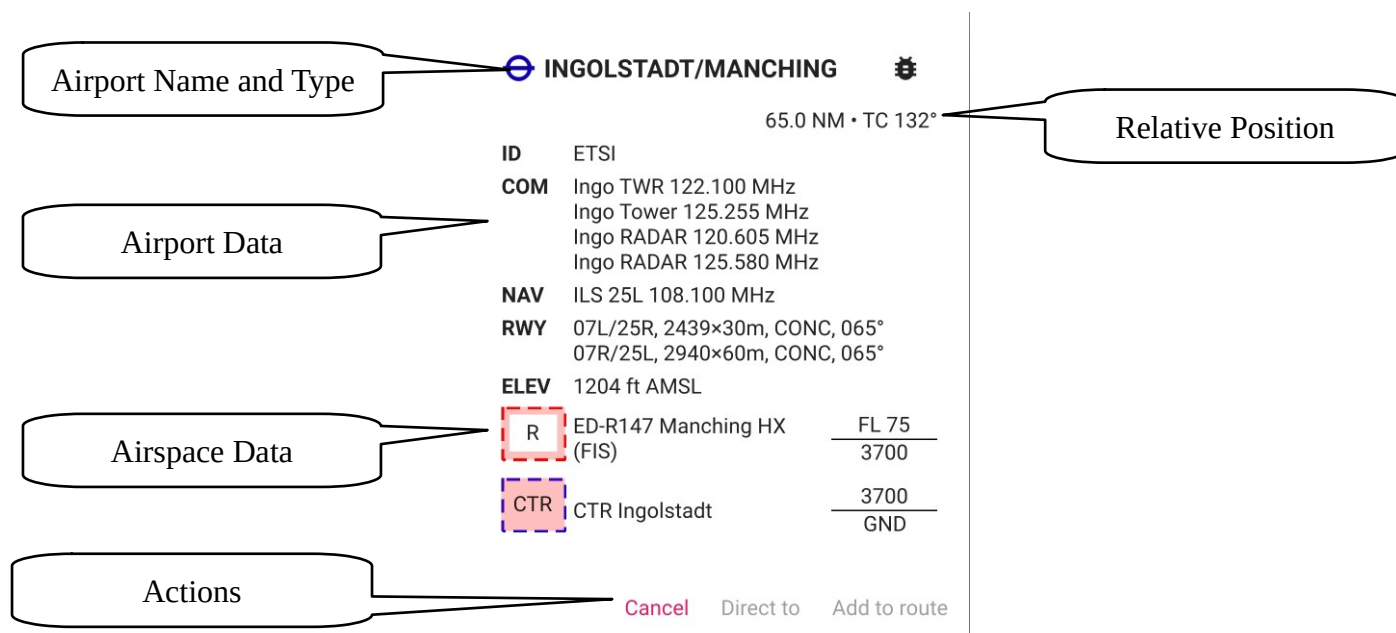 Airport Name and Type
INGOLSTADT/MANCHING
65.0 NM • TC 132°
Relative Position
ID ETSI
COM Ingo TWR 122.100 MHz
Ingo Tower 125.255 MHz
Ingo RADAR 120.605 MHz
Ingo RADAR 125.580 MHz
Airport Data
NAV ILS 25L 108.100 MHz
RWY 07L/25R, 2439×30m, CONC, 065°
07R/25L, 2940×60m, CONC, 065°
ELEV 1204 ft AMSL
Airspace Data
R ED-R147 Manching HX FL 75
(FIS) 3700
CTR CTR Ingolstadt 3700
GND
Actions
Cancel Direct to Add to route